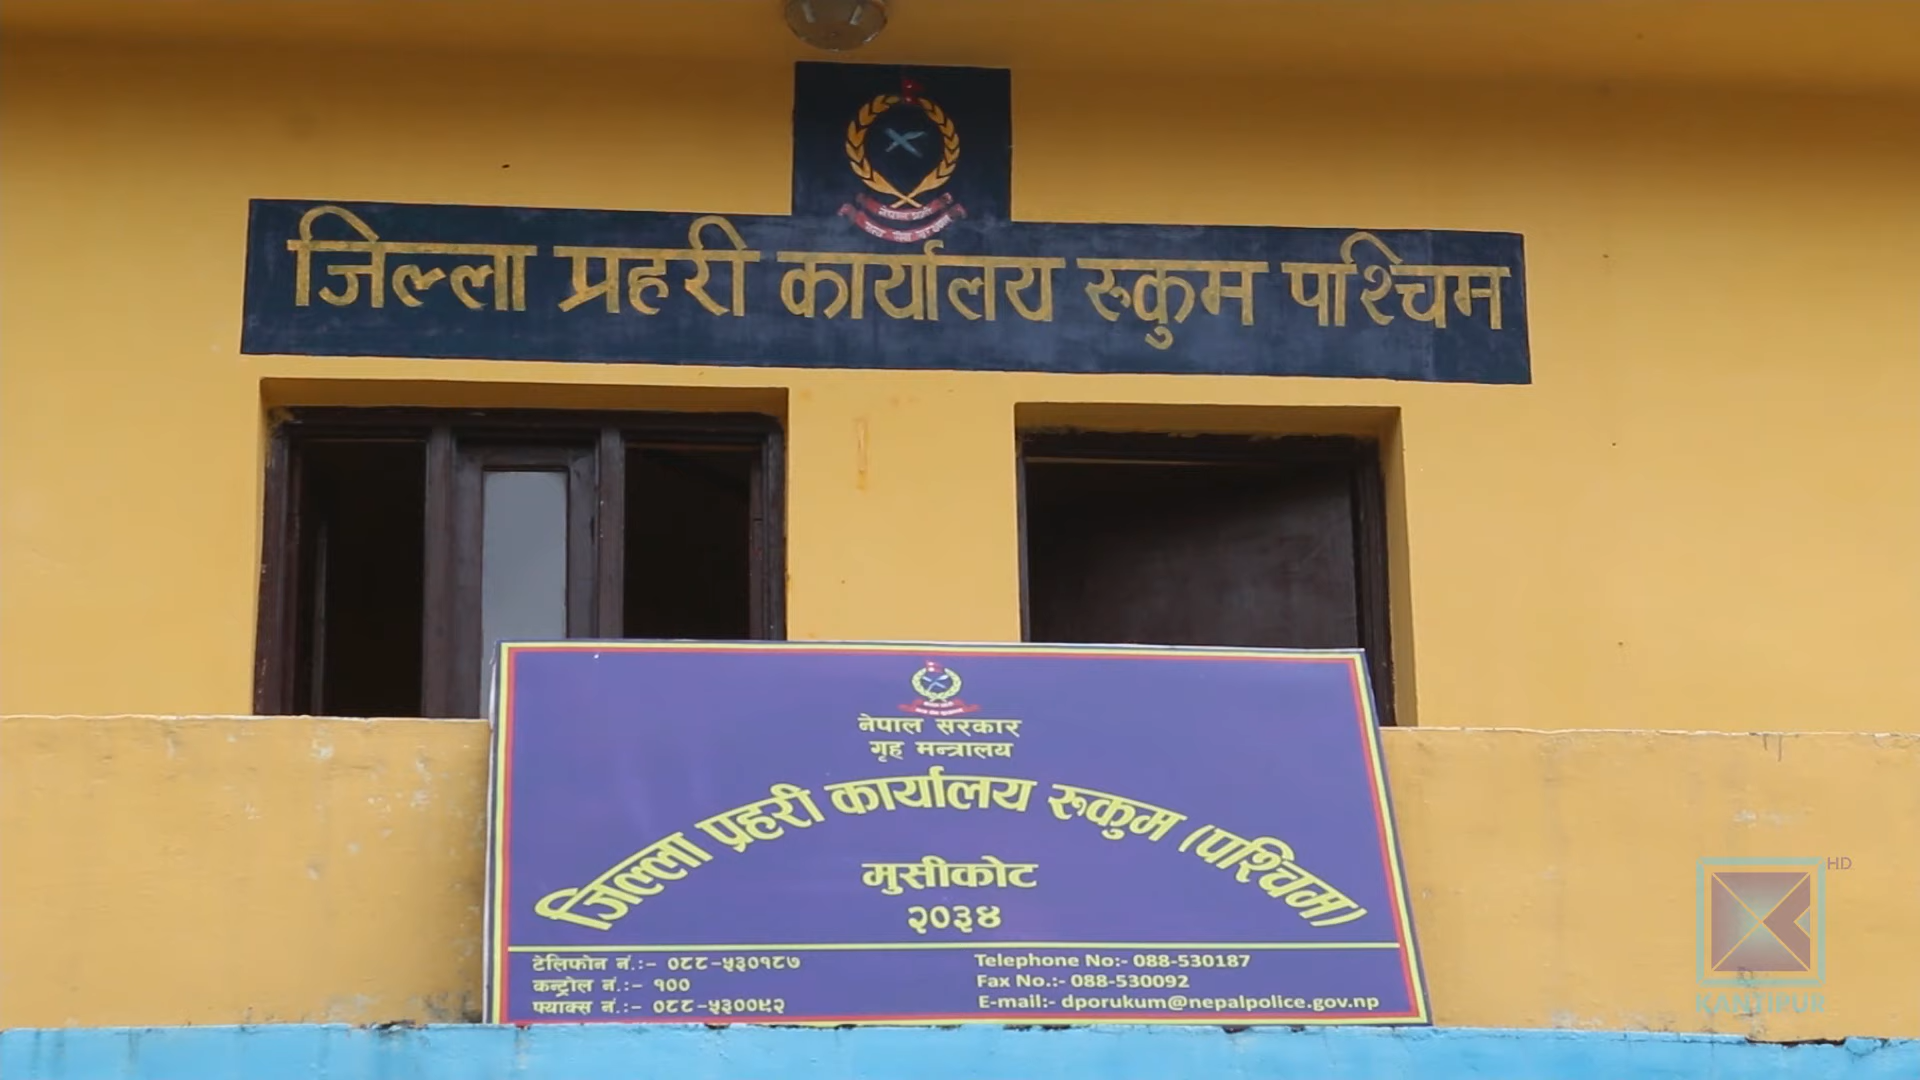 जिल्ला प्रहरी कार्यालय रुकुम पश्चिम
नेपाल सरकार
गृह मन्त्रालय
जिल्ला प्रहरी कार्यालय रुकुम (पश्चिम)
मुसीकोट
२०३४
टेलिफोन नं.:- ०८८-५३०१८७
कन्ट्रोल नं.:- १००
फ्याक्स नं.:- ०८८-५३००९२
Telephone No:- 088-530187
Fax No.:- 088-530092
E-mail:- dporukum@nepalpolice.gov.np
HD
KANTIPUR